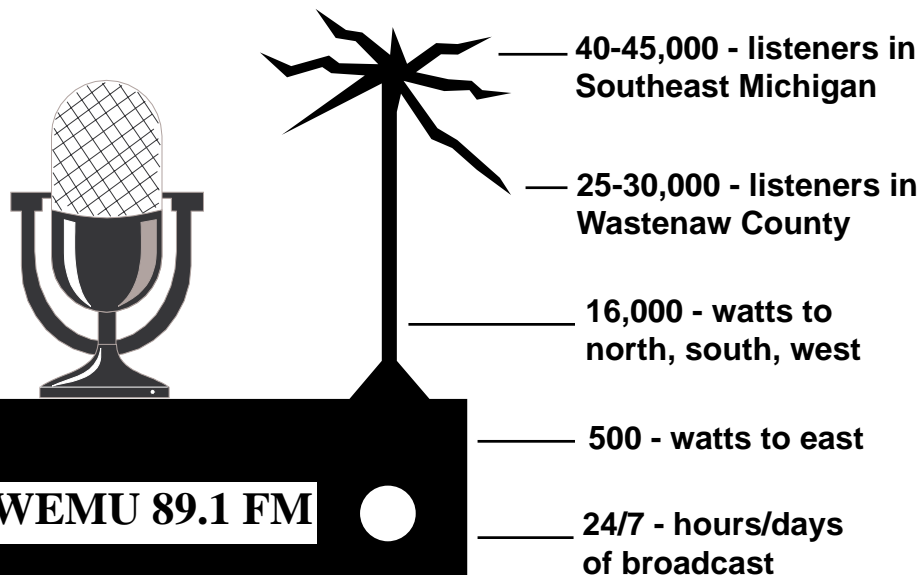 40-45,000 - listeners in
Southeast Michigan
25-30,000 - listeners in
Wastenaw County
16,000 - watts to
north, south, west
500 - watts to east
WEMU 89.1 FM
24/7 - hours/days
of broadcast